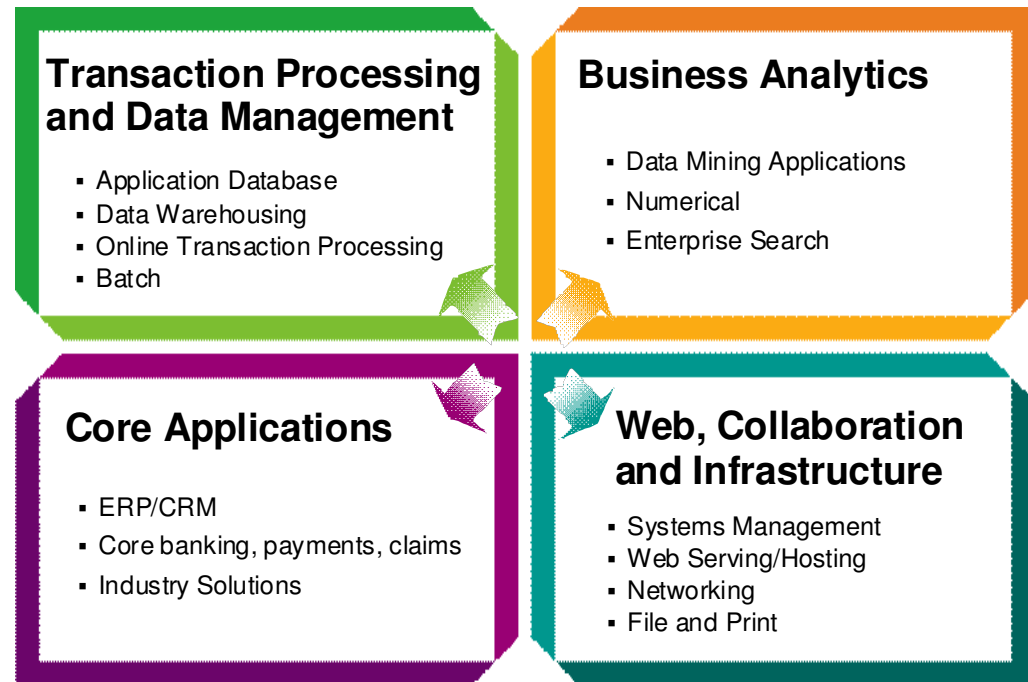 Transaction Processing
and Data Management
▪ Application Database
▪ Data Warehousing
▪ Online Transaction Processing
▪ Batch
Business Analytics
▪ Data Mining Applications
▪ Numerical
▪ Enterprise Search
Core Applications
▪ ERP/CRM
▪ Core banking, payments, claims
▪ Industry Solutions
Web, Collaboration
and Infrastructure
▪ Systems Management
▪ Web Serving/Hosting
▪ Networking
▪ File and Print